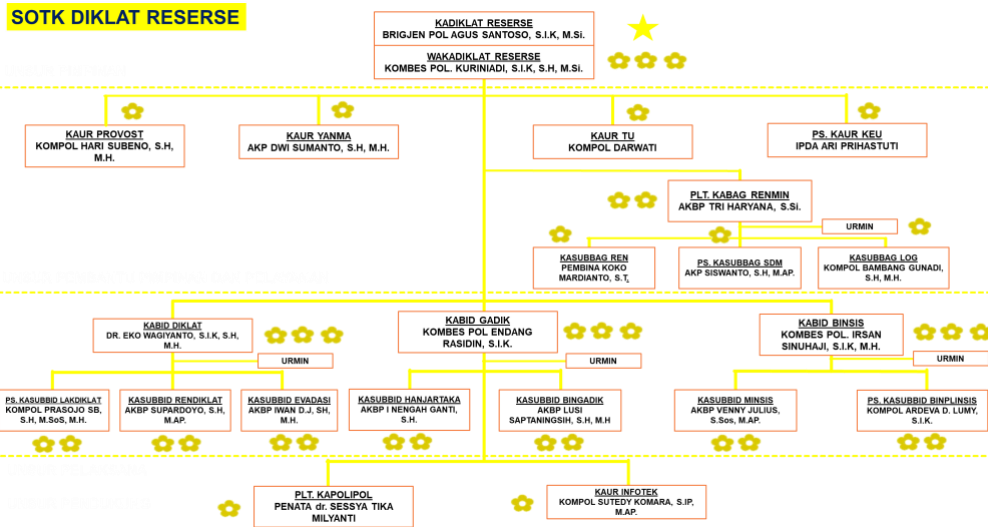 SOTK DIKLAT RESERSE
KADIKLAT RESERSE
BRIGJEN POL AGUS SANTOSO, S.I.K, M.Si.
WAKADIKLAT RESERSE
KOMBES POL. KURINIADI, S.I.K, S.H, M.Si.
KAUR PROVOST
KOMPOL HARI SUBENO, S.H,
M.H.
KAUR YANMA
AKP DWI SUMANTO, S.H, M.H.
KAUR TU
KOMPOL DARWATI
PS. KAUR KEU
IPDA ARI PRIHASTUTI
PLT. KABAG RENMIN
AKBP TRI HARYANA, S.Si.
URMIN
KASUBBAG REN
PEMBINA KOKO
MARDIANTO, S.T,
PS. KASUBBAG SDM
AKP SISWANTO, S.H, M.AP.
KASUBBAG LOG
KOMPOL BAMBANG GUNADI,
S.H, M.H.
KABID DIKLAT
DR. EKO WAGIYANTO, S.I.K, S.H,
M.H.
URMIN
KABID GADIK
KOMBES POL ENDANG
RASIDIN, S.I.K.
URMIN
KABID BINSIS
KOMBES POL. IRSAN
SINUHAJI, S.I.K, M.H.
URMIN
PS. KASUBBID LAKDIKLAT
KOMPOL PRASOJO SB,
S.H, M.SoS, M.H.
KASUBBID RENDIKLAT
AKBP SUPARDOYO, S.H,
M.AP.
KASUBBID EVADASI
AKBP IWAN D.J, SH,
M.H.
KASUBBID HANJARTAKA
AKBP I NENGAH GANTI,
S.H.
KASUBBID BINGADIK
AKBP LUSI
SAPTANINGSIH, S.H, M.H
KASUBBID MINSIS
AKBP VENNY JULIUS,
S.Sos, M.AP.
PS. KASUBBID BINPLINSIS
KOMPOL ARDEVA D. LUMY,
S.I.K.
PLT. KAPOLIPOL
PENATA dr. SESSYA TIKA
MILYANTI
KAUR INFOTEK
KOMPOL SUTEDY KOMARA, S.IP,
M.AP.